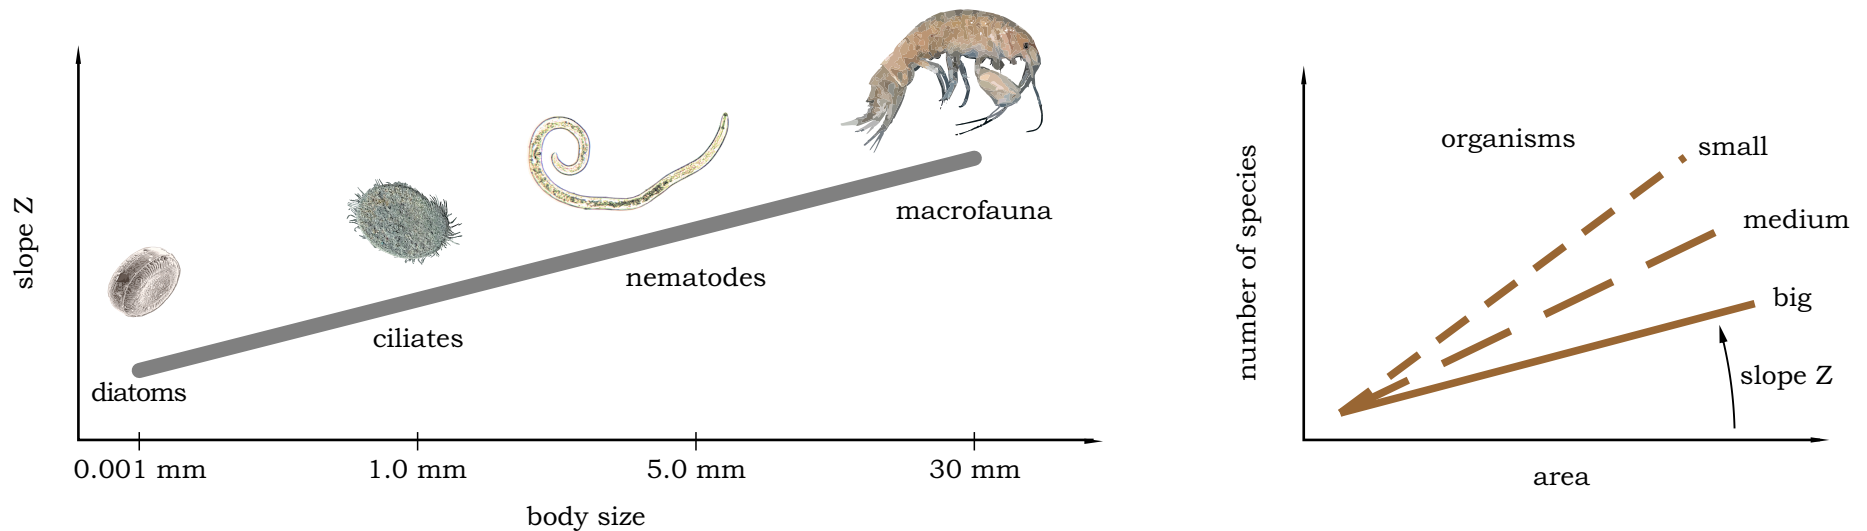 slope Z
diatoms
ciliates
nematodes
macrofauna
0.001 mm
1.0 mm
5.0 mm
30 mm
body size
number of species
organisms
small
medium
big
slope Z
area